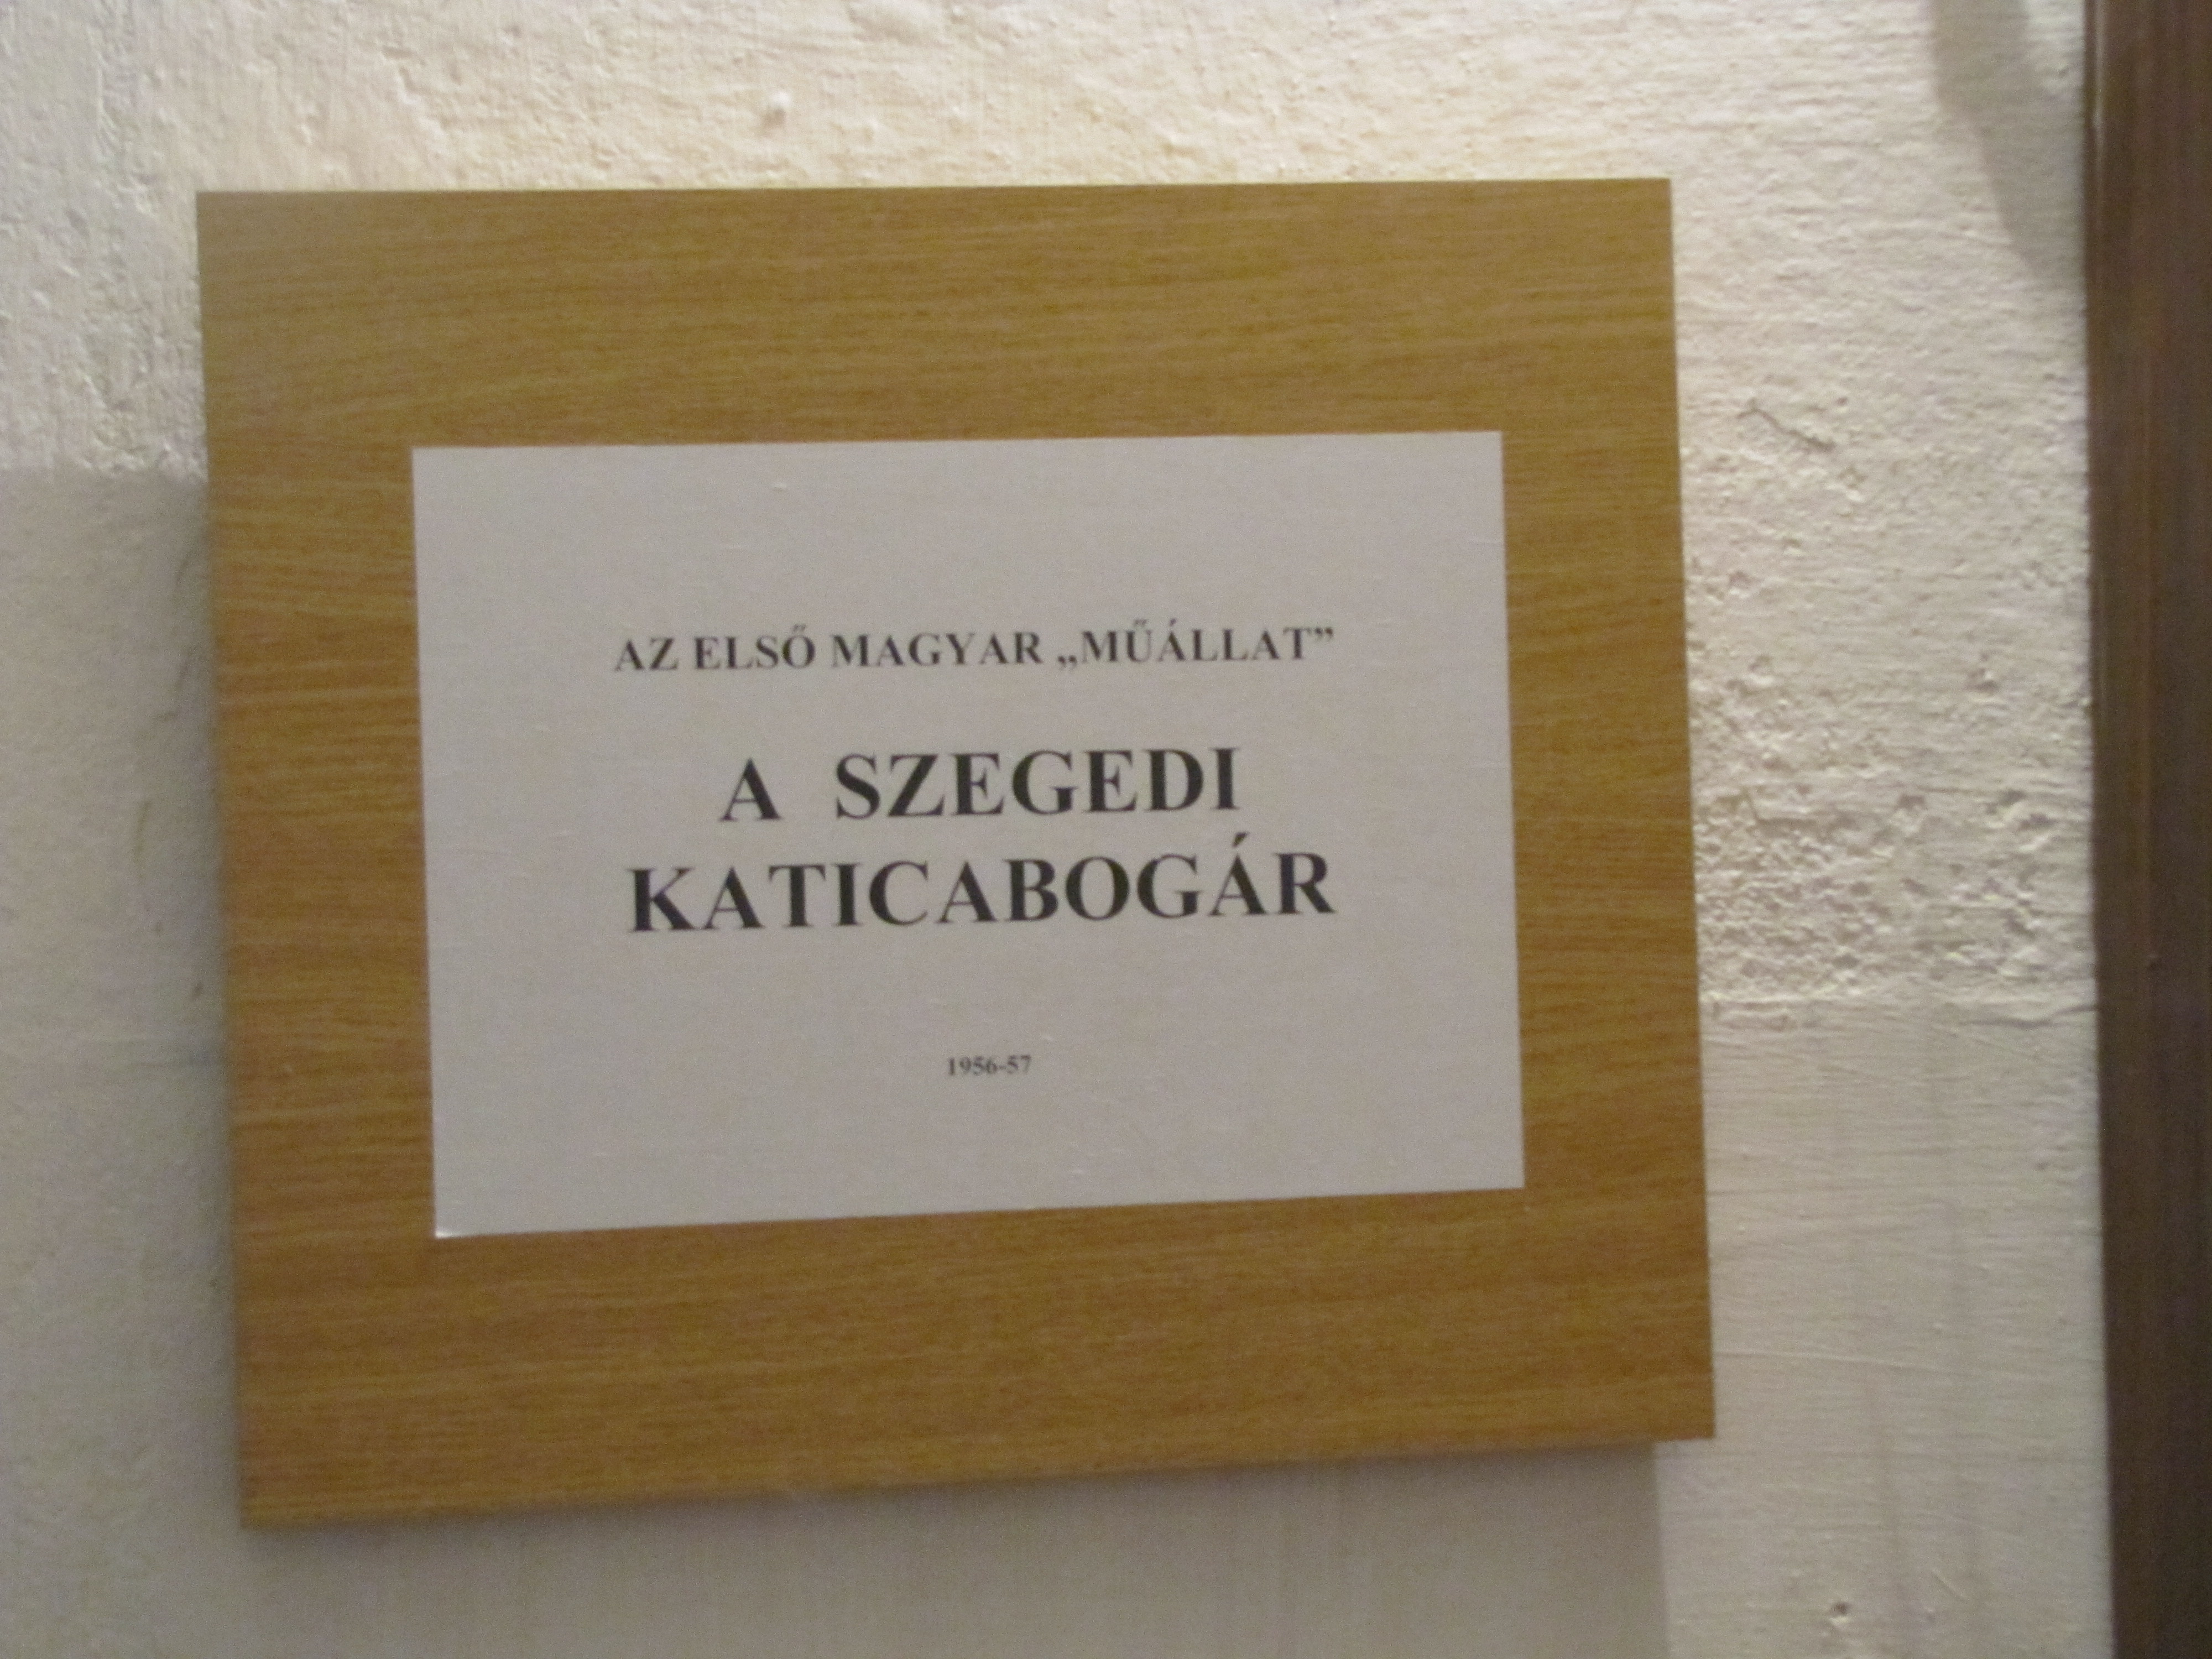 AZ ELSŐ MAGYAR „MŰÁLLAT”
A SZEGEDI
KATICABOGÁR
1956-57